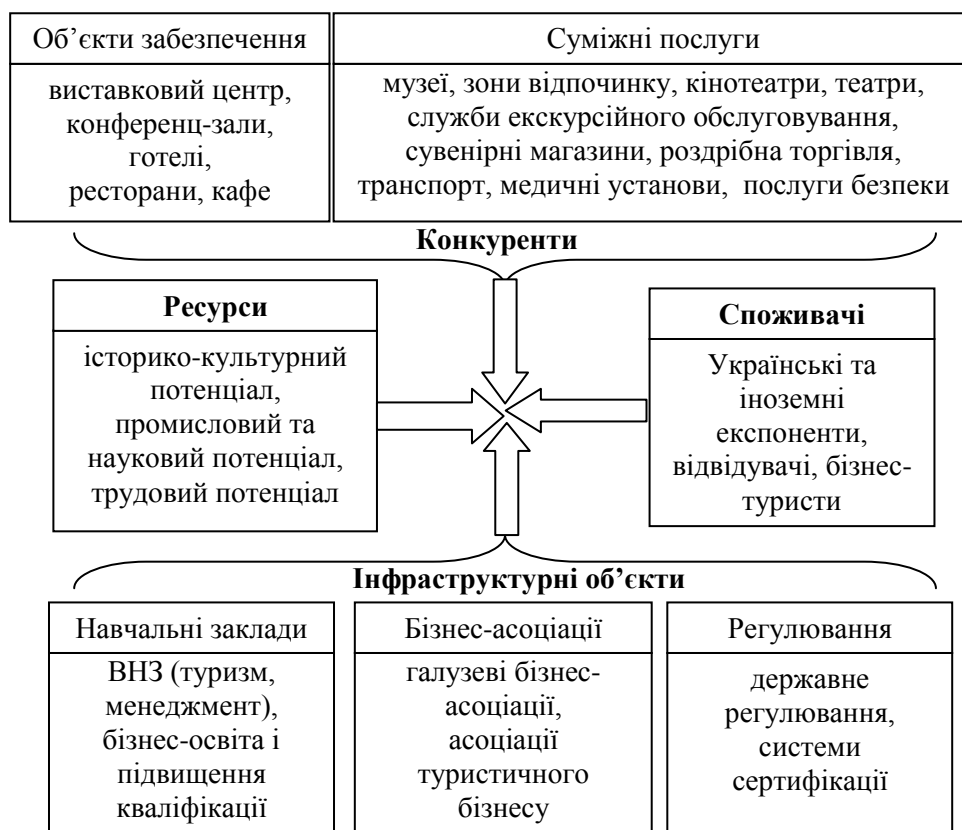 Об’єкти забезпечення
виставковий центр,
конференц-зали,
готелі,
ресторани, кафе
Суміжні послуги
музеї, зони відпочинку, кінотеатри, театри,
служби екскурсійного обслуговування,
сувенірні магазини, роздрібна торгівля,
транспорт, медичні установи, послуги безпеки
Конкуренти
Ресурси
історико-культурний
потенціал,
промисловий та
науковий потенціал,
трудовий потенціал
Споживачі
Українські та
іноземні
експоненти,
відвідувачі, бізнес-
туристи
Інфраструктурні об’єкти
Навчальні заклади
ВНЗ (туризм,
менеджмент),
бізнес-освіта і
підвищення
кваліфікації
Бізнес-асоціації
галузеві бізнес-
асоціації,
асоціації
туристичного
бізнесу
Регулювання
державне
регулювання,
системи
сертифікації